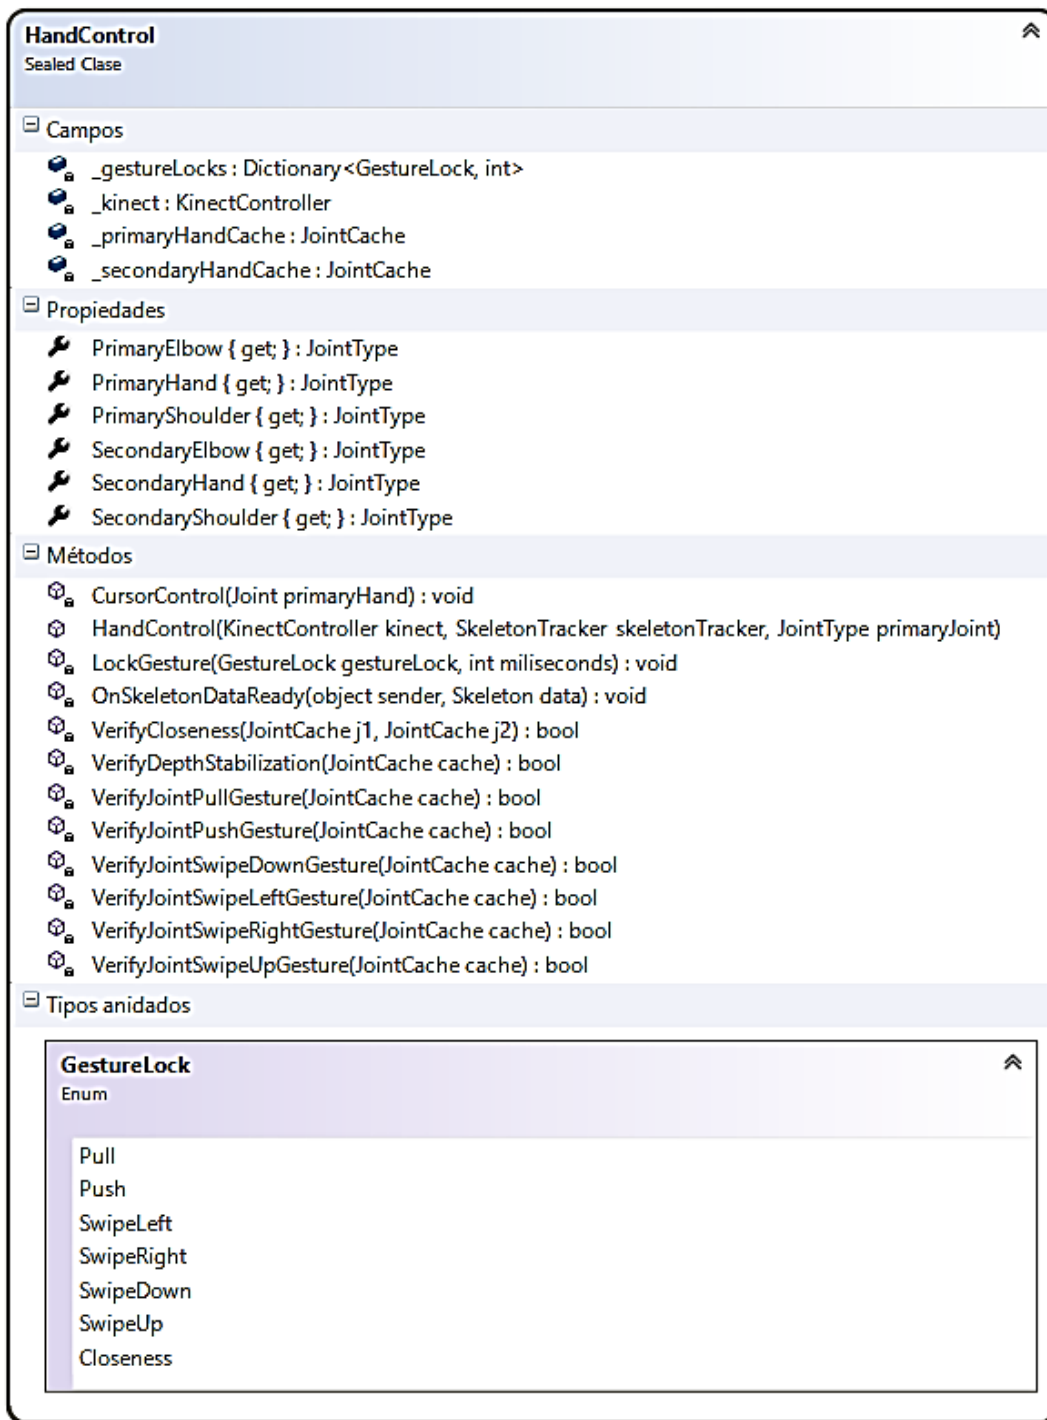 HandControl
Sealed Clase
Campos
_gestureLocks : Dictionary<GestureLock, int>
_kinect : KinectController
_primaryHandCache : JointCache
_secondaryHandCache : JointCache
Propiedades
PrimaryElbow { get; } : JointType
PrimaryHand { get; } : JointType
PrimaryShoulder { get; } : JointType
SecondaryElbow { get; } : JointType
SecondaryHand { get; } : JointType
SecondaryShoulder { get; } : JointType
Métodos
CursorControl(Joint primaryHand) : void
HandControl(KinectController kinect, SkeletonTracker skeletonTracker, JointType primaryJoint)
LockGesture(GestureLock gestureLock, int miliseconds) : void
OnSkeletonDataReady(object sender, Skeleton data) : void
VerifyCloseness(JointCache j1, JointCache j2) : bool
VerifyDepthStabilization(JointCache cache) : bool
VerifyJointPullGesture(JointCache cache) : bool
VerifyJointPushGesture(JointCache cache) : bool
VerifyJointSwipeDownGesture(JointCache cache) : bool
VerifyJointSwipeLeftGesture(JointCache cache) : bool
VerifyJointSwipeRightGesture(JointCache cache) : bool
VerifyJointSwipeUpGesture(JointCache cache) : bool
Tipos anidados
GestureLock
Enum
Pull
Push
SwipeLeft
SwipeRight
SwipeDown
SwipeUp
Closeness